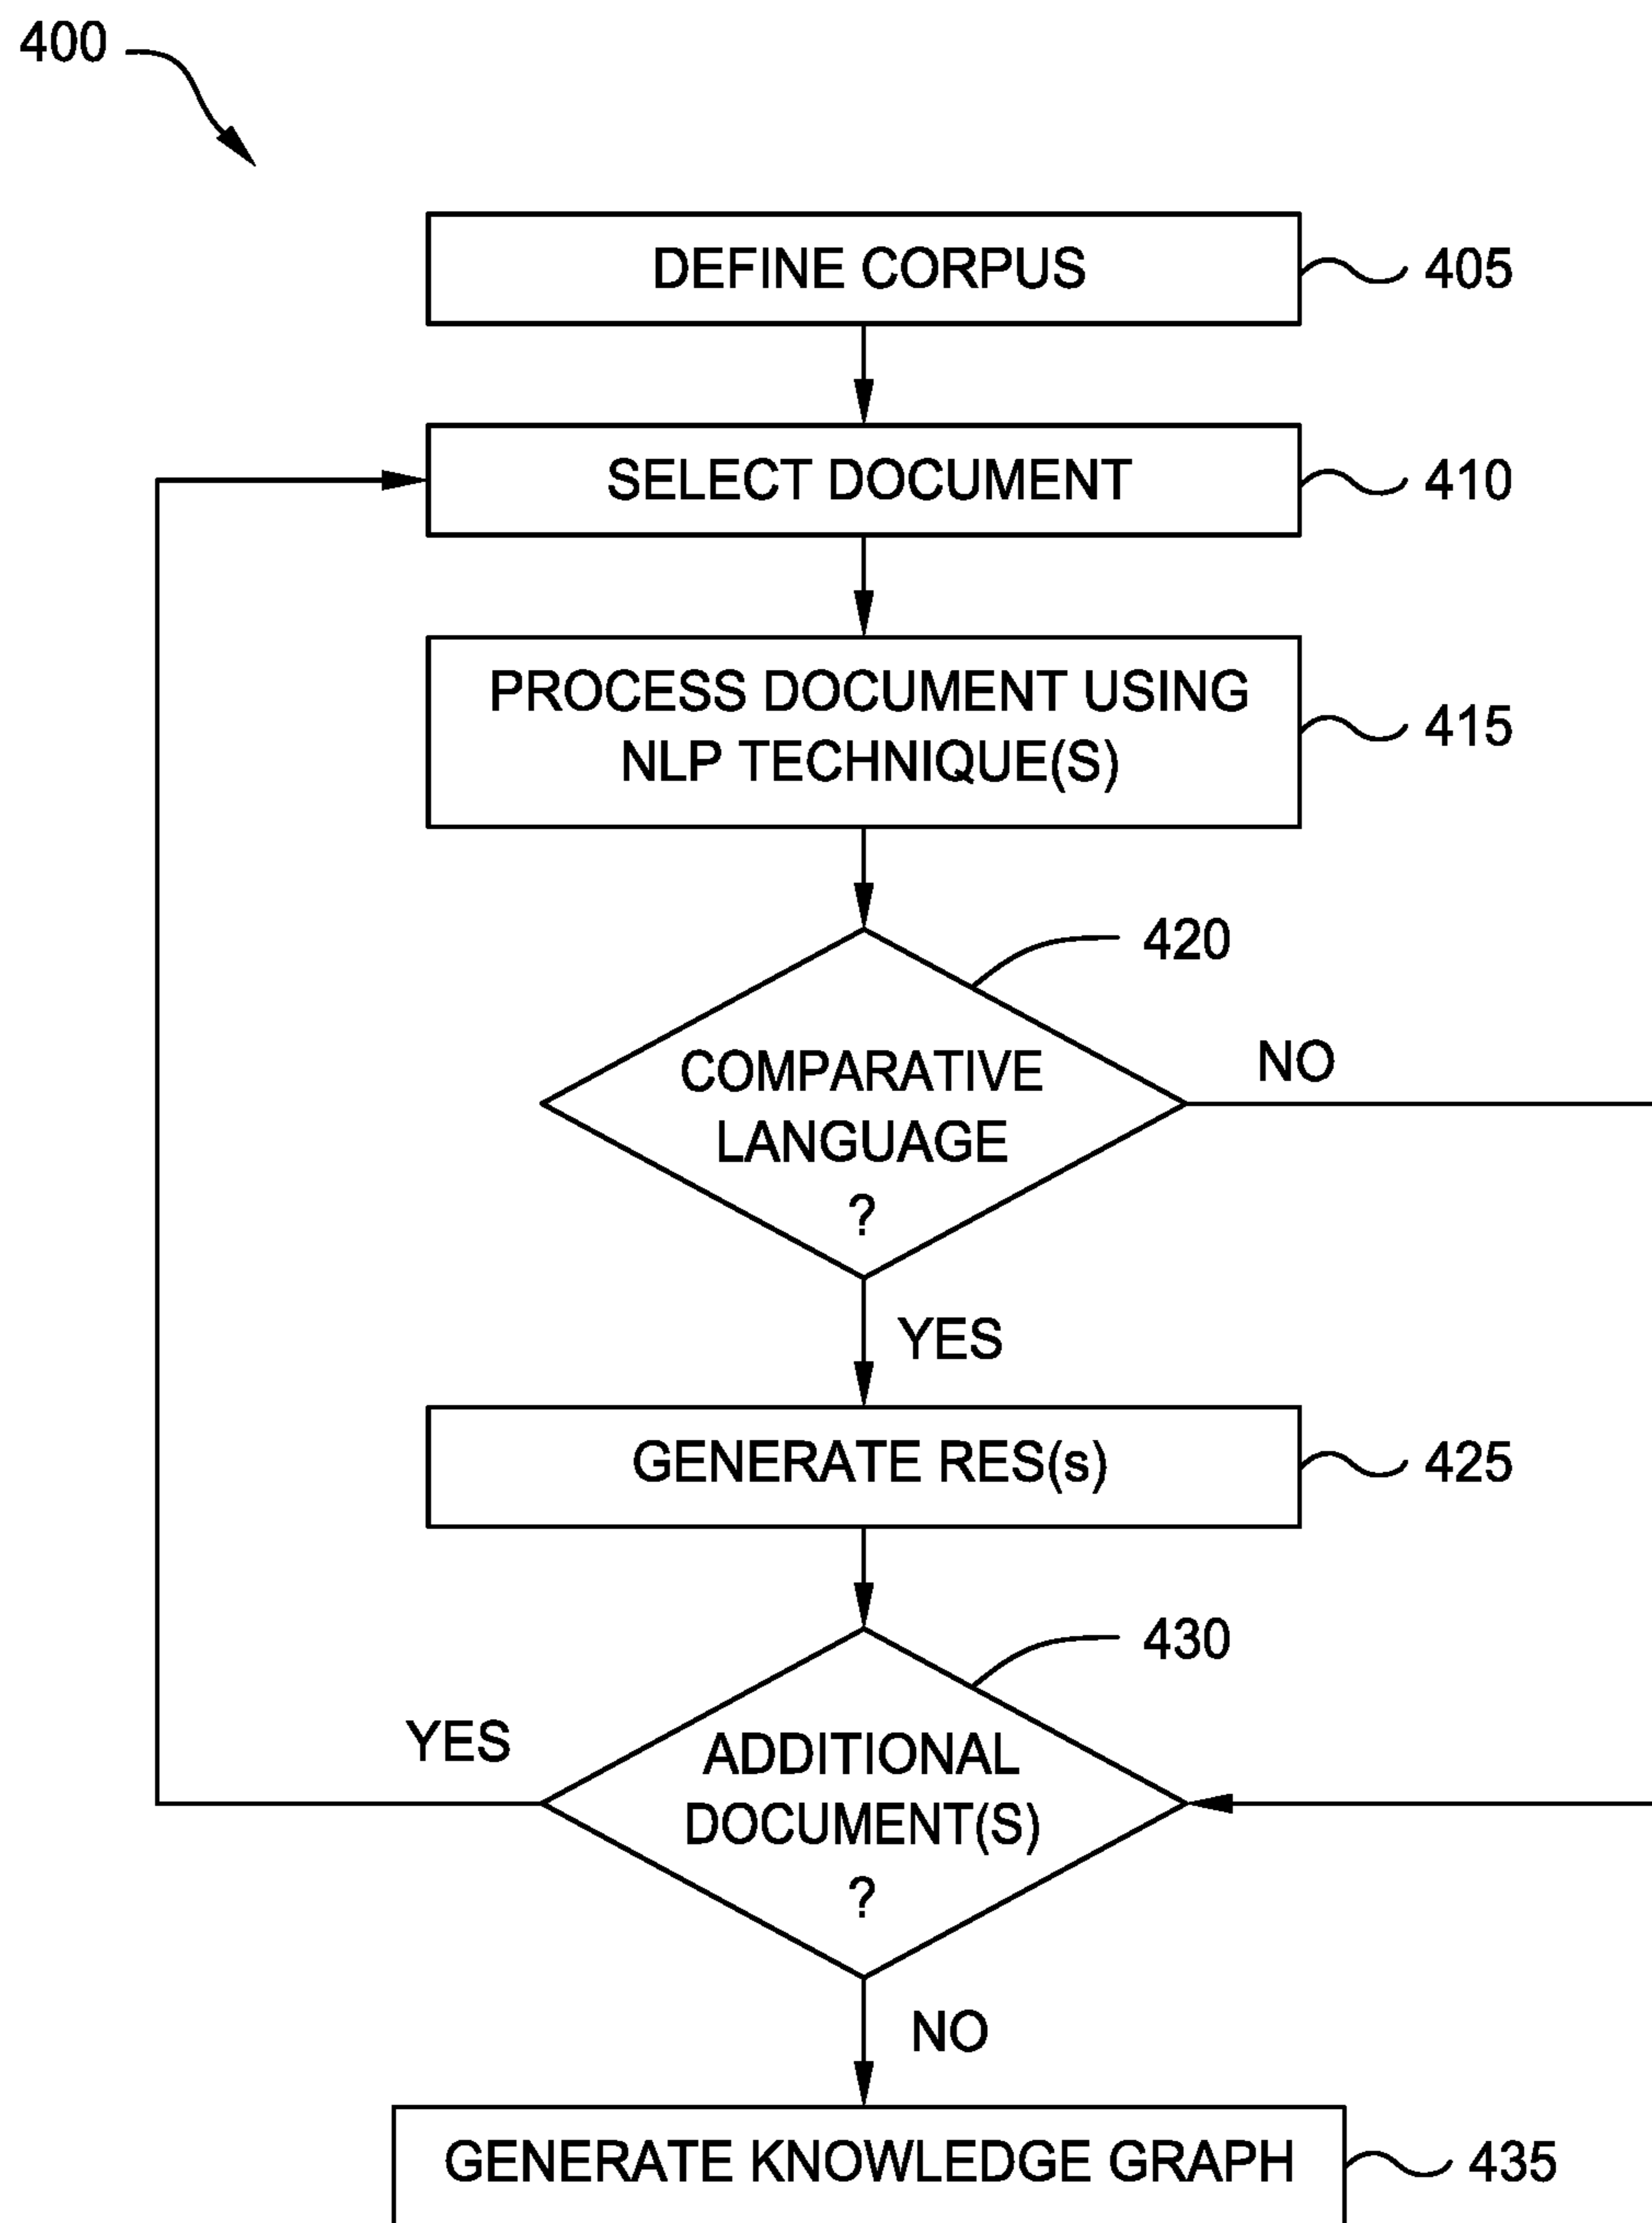 400
DEFINE CORPUS
405
SELECT DOCUMENT
410
PROCESS DOCUMENT USING
NLP TECHNIQUE(S)
415
420
COMPARATIVE
LANGUAGE
?
NO
YES
GENERATE RES(s)
425
430
YES
ADDITIONAL
DOCUMENT(S)
?
NO
GENERATE KNOWLEDGE GRAPH
435